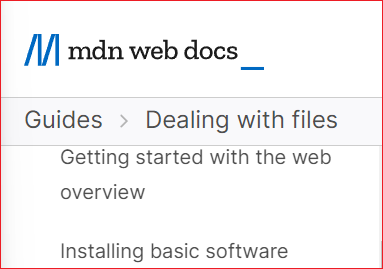 mdn web docs_
Guides > Dealing with files
Getting started with the web
overview
Installing basic software